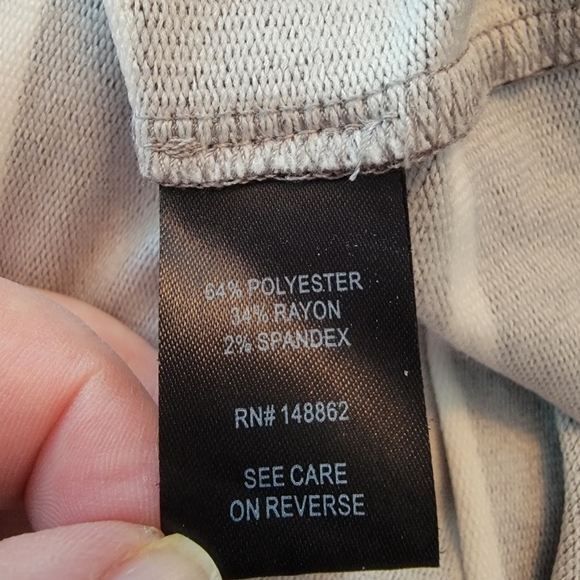 64% POLYESTER
34% RAYON
2% SPANDEX
RN# 148862
SEE CARE
ON REVERSE